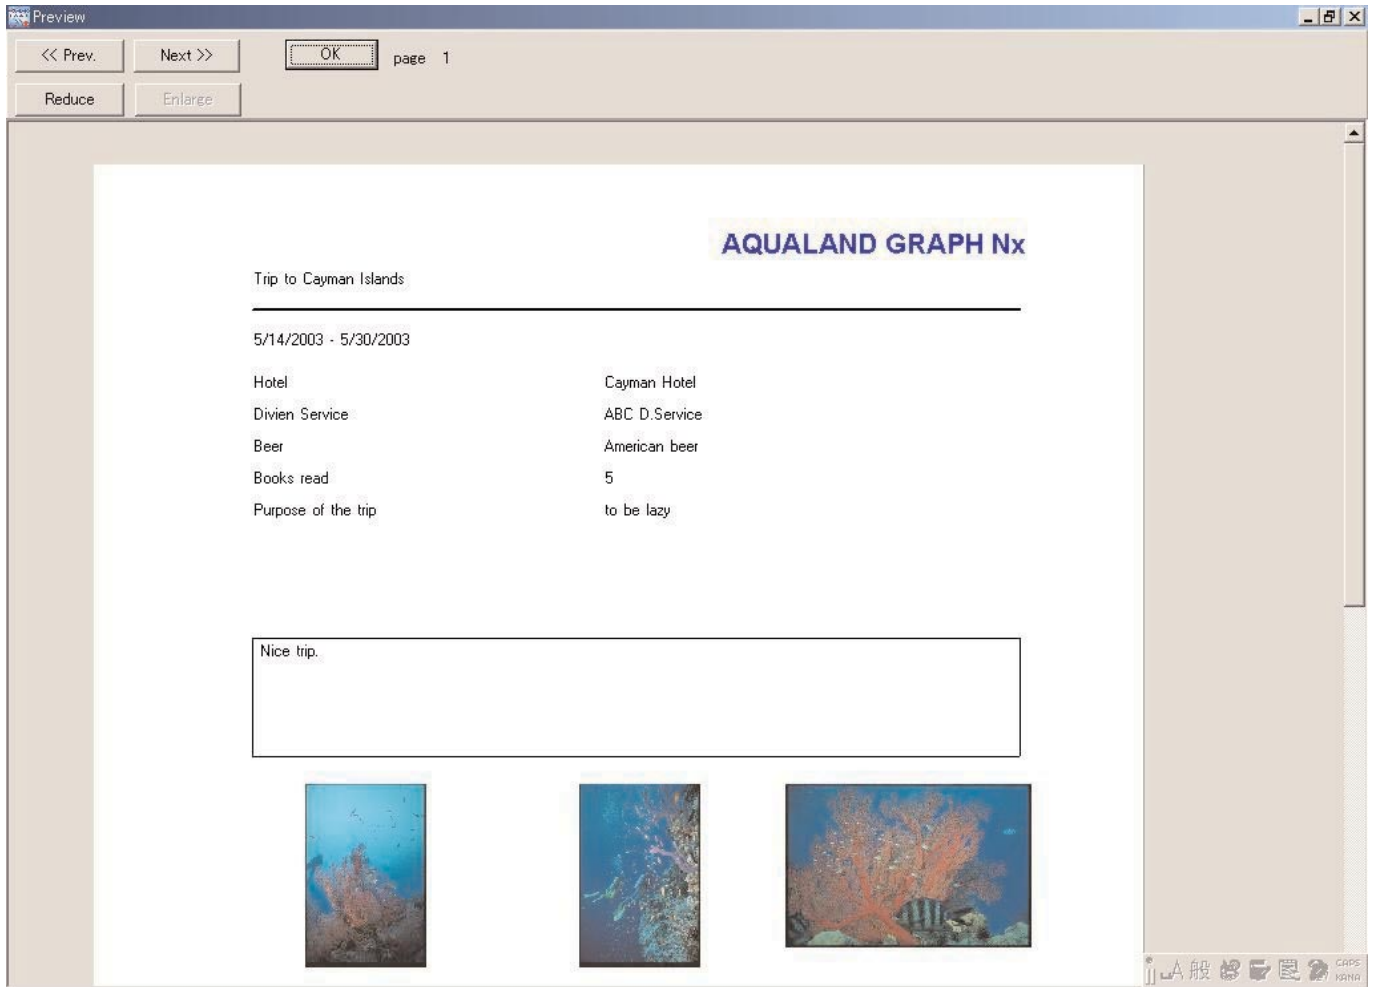 Preview
<< Prev. Next >> OK page 1
Reduce Enlarge
AQUALAND GRAPH Nx
Trip to Cayman Islands
5/14/2003 - 5/30/2003
Hotel Cayman Hotel
Divien Service ABC D.Service
Beer American beer
Books read 5
Purpose of the trip to be lazy
Nice trip.
A 般 CAPS
KANA